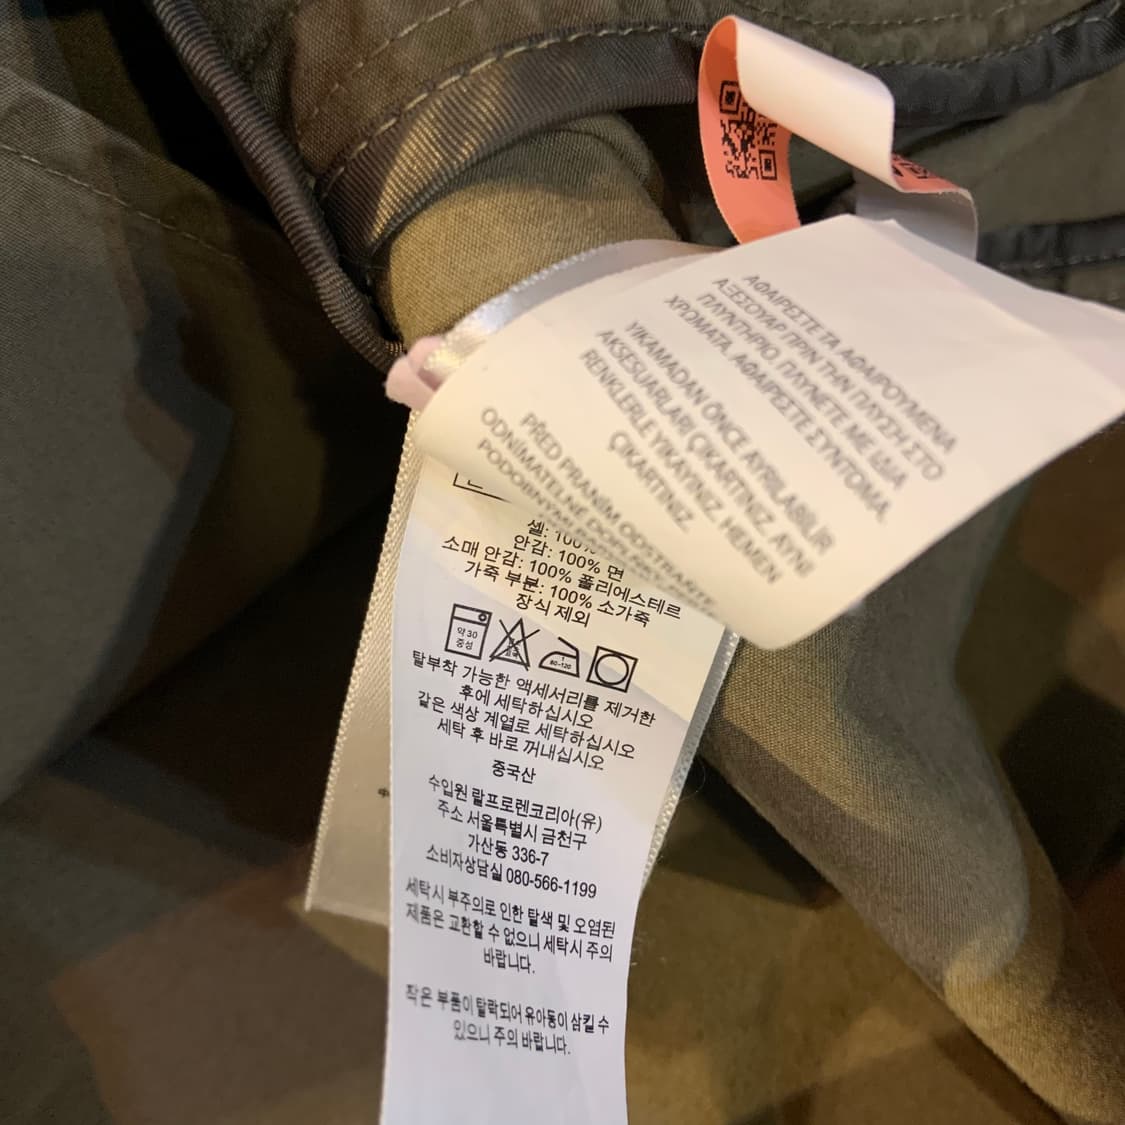 ΑΦΑΙΡΕΣΤΕ ΤΑ ΑΦΑΙΡΟΥΜΕΝΑ
ΑΞΕΣΟΥΑΡ ΠΡΙΝ ΤΗΝ ΠΛΥΣΗ ΣΤΟ
ΠΛΥΝΤΗΡΙΟ. ΠΛΥΝΕΤΕ ΜΕ ΙΔΙΑ
ΧΡΩΜΑΤΑ. ΑΦΑΙΡΕΣΤΕ ΣΥΝΤΟΜΑ.
YIKAMADAN ÖNCE AYRILABİLİR
AKSESUARLARI ÇIKARTINIZ. AYNI
RENKLERLE YIKAYINIZ. HEMEN
ÇIKARTINIZ.
PŘED PRANÍM ODSTRAŇTE
ODNÍMATELNÉ DOPLŇKY.
셸: 100%
안감: 100% 면
소매 안감: 100% 폴리에스테르
가죽 부분: 100% 소가죽
장식 제외
약 30
중성
1
80~120
탈부착 가능한 액세서리를 제거한
후에 세탁하십시오
같은 색상 계열로 세탁하십시오
세탁 후 바로 꺼내십시오
중국산
수입원 랄프로렌코리아(유)
주소 서울특별시 금천구
가산동 336-7
소비자상담실 080-566-1199
세탁시 부주의로 인한 탈색 및 오염된
제품은 교환할 수 없으니 세탁시 주의
바랍니다.
작은 부품이 탈락되어 유아동이 삼킬 수
있으니 주의 바랍니다.